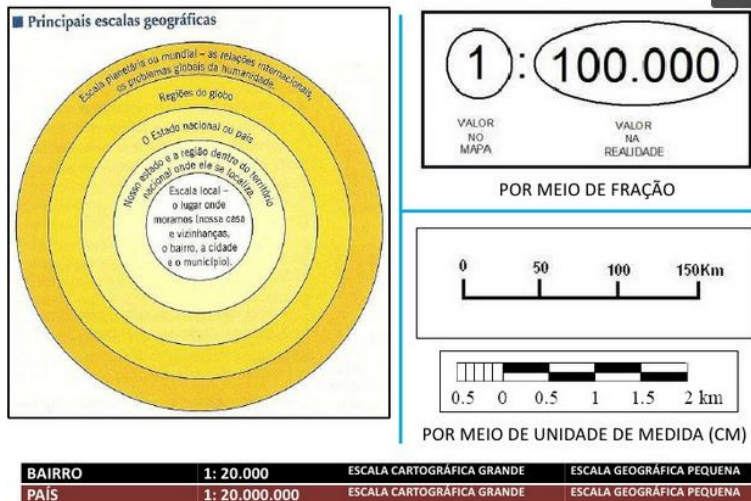 Principais escalas geográficas
Escala planetária ou mundial – as relações internacionais,
os problemas globais da humanidade.
Regiões do globo
O Estado nacional ou país
Nosso estado e a região dentro do território
nacional onde ele se localiza.
Escala local –
o lugar onde
moramos (nossa casa
e vizinhanças,
o bairro, a cidade
e o município).
1 : 100.000
VALOR
NO
MAPA
VALOR
NA
REALIDADE
POR MEIO DE FRAÇÃO
0 50 100 150Km
0.5 0 0.5 1 1.5 2 km
POR MEIO DE UNIDADE DE MEDIDA (CM)
BAIRRO 1: 20.000 ESCALA CARTOGRÁFICA GRANDE ESCALA GEOGRÁFICA PEQUENA
PAÍS 1: 20.000.000 ESCALA CARTOGRÁFICA GRANDE ESCALA GEOGRÁFICA PEQUENA